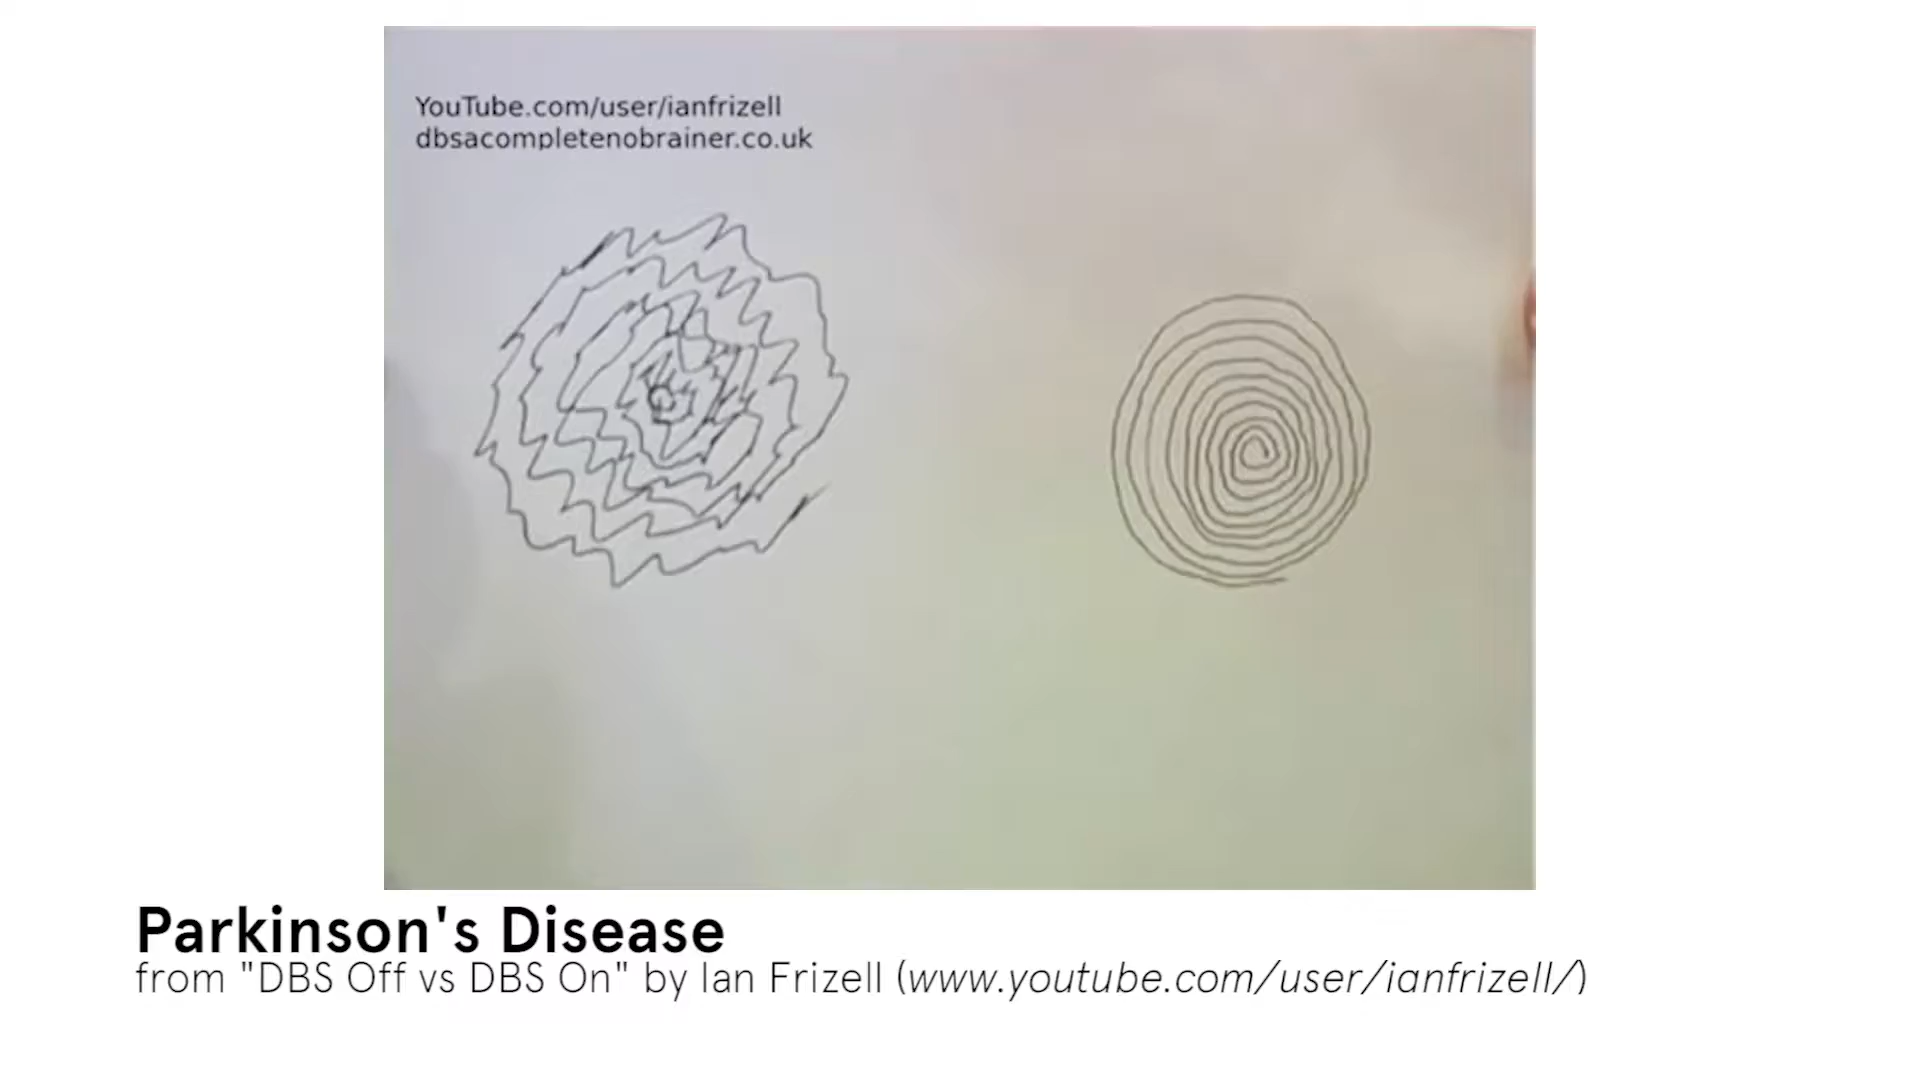 YouTube.com/user/ianfrizell
dbsacompletenobrainer.co.uk
Parkinson's Disease
from "DBS Off vs DBS On" by Ian Frizell (www.youtube.com/user/ianfrizell/)